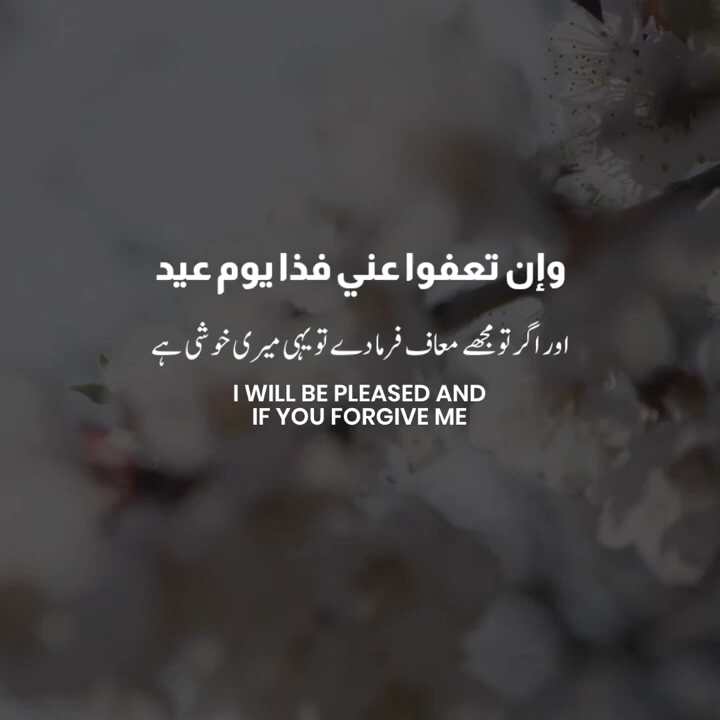 وإن تعفوا عني فذا يوم عيد
اور اگر تو مجھے معاف فرما دے تو یہی میری خوشی ہے
I WILL BE PLEASED AND
IF YOU FORGIVE ME